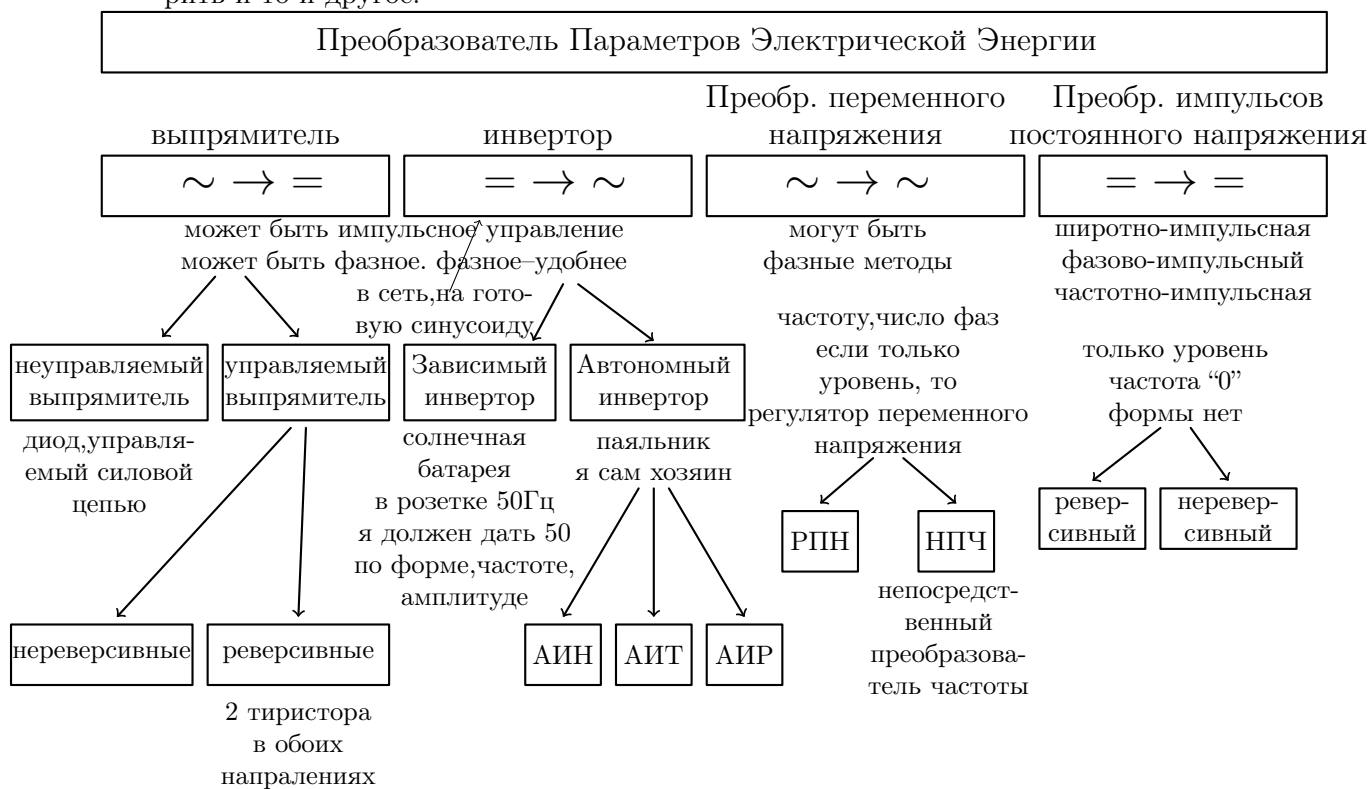 рить и то и другое.
Преобразователь Параметров Электрической Энергии
выпрямитель
∼ → =
инвертор
= → ∼
Преобр. переменного
напряжения
∼ → ∼
Преобр. импульсов
постоянного напряжения
= → =
может быть импульсное управление
может быть фазное. фазное–удобнее
в сеть,на гото-
вую синусоиду
могут быть
фазные методы
широтно-импульсная
фазово-импульсный
частотно-импульсная
неуправляемый
выпрямитель
управляемый
выпрямитель
Зависимый
инвертор
Автономный
инвертор
частоту,число фаз
если только
уровень, то
регулятор переменного
напряжения
только уровень
частота “0”
формы нет
диод,управля-
емый силовой
цепью
солнечная
батарея
в розетке 50Гц
я должен дать 50
по форме,частоте,
амплитуде
паяльник
я сам хозяин
РПН
НПЧ
непосредст-
венный
преобразова-
тель частоты
ревер-
сивный
неревер-
сивный
нереверсивные
реверсивные
2 тиристора
в обоих
напралениях
АИН
АИТ
АИР